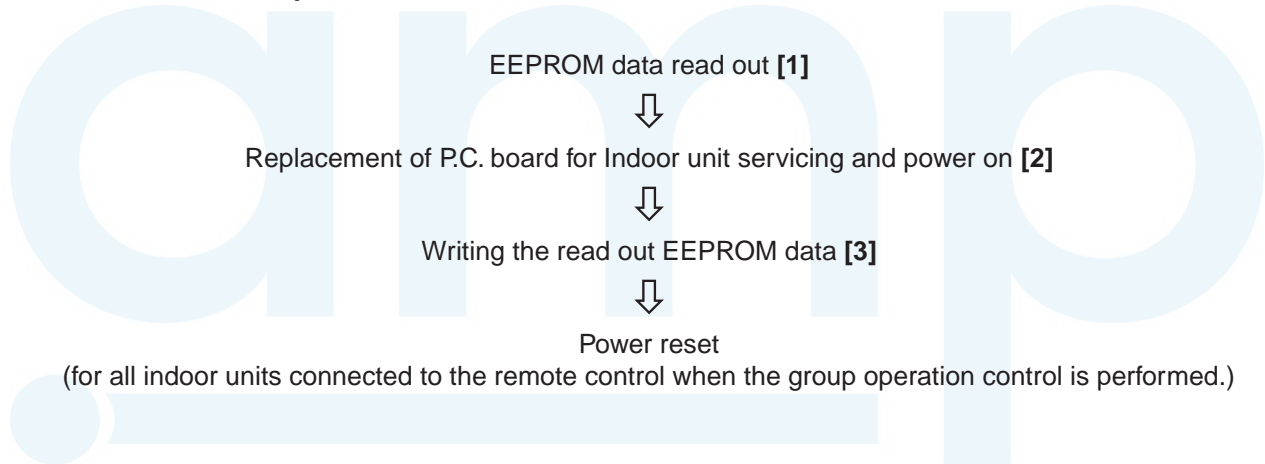 EEPROM data read out [1]
⇩
Replacement of P.C. board for Indoor unit servicing and power on [2]
⇩
Writing the read out EEPROM data [3]
⇩
Power reset
(for all indoor units connected to the remote control when the group operation control is performed.)
amp